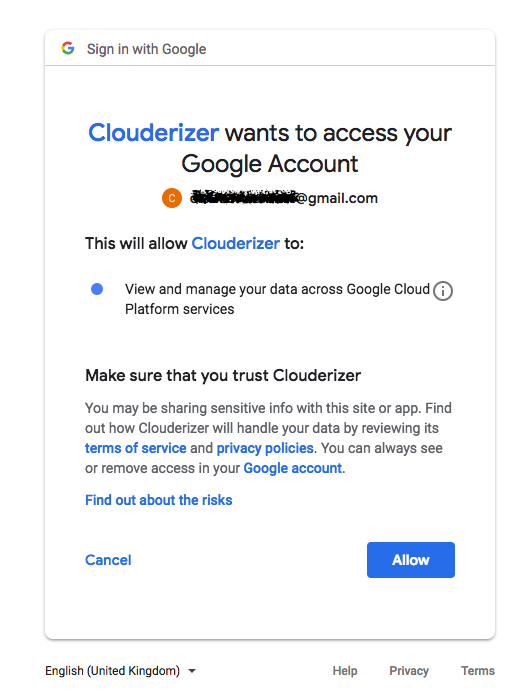 Sign in with Google
Clouderizer wants to access your
Google Account
@gmail.com
This will allow Clouderizer to:
View and manage your data across Google Cloud
Platform services
Make sure that you trust Clouderizer
You may be sharing sensitive info with this site or app. Find
out how Clouderizer will handle your data by reviewing its
terms of service and privacy policies. You can always see
or remove access in your Google account.
Find out about the risks
Cancel
Allow
English (United Kingdom)
Help
Privacy
Terms